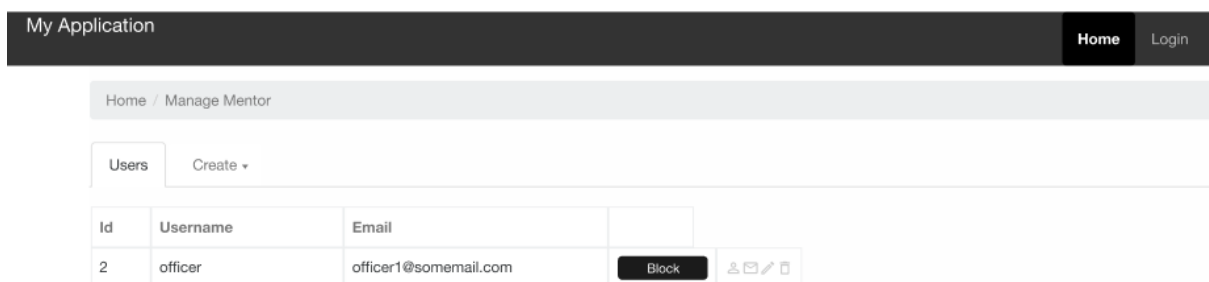 My Application
Home Login
Home / Manage Mentor
Users Create
Id Username Email
2 officer officer1@somemail.com Block